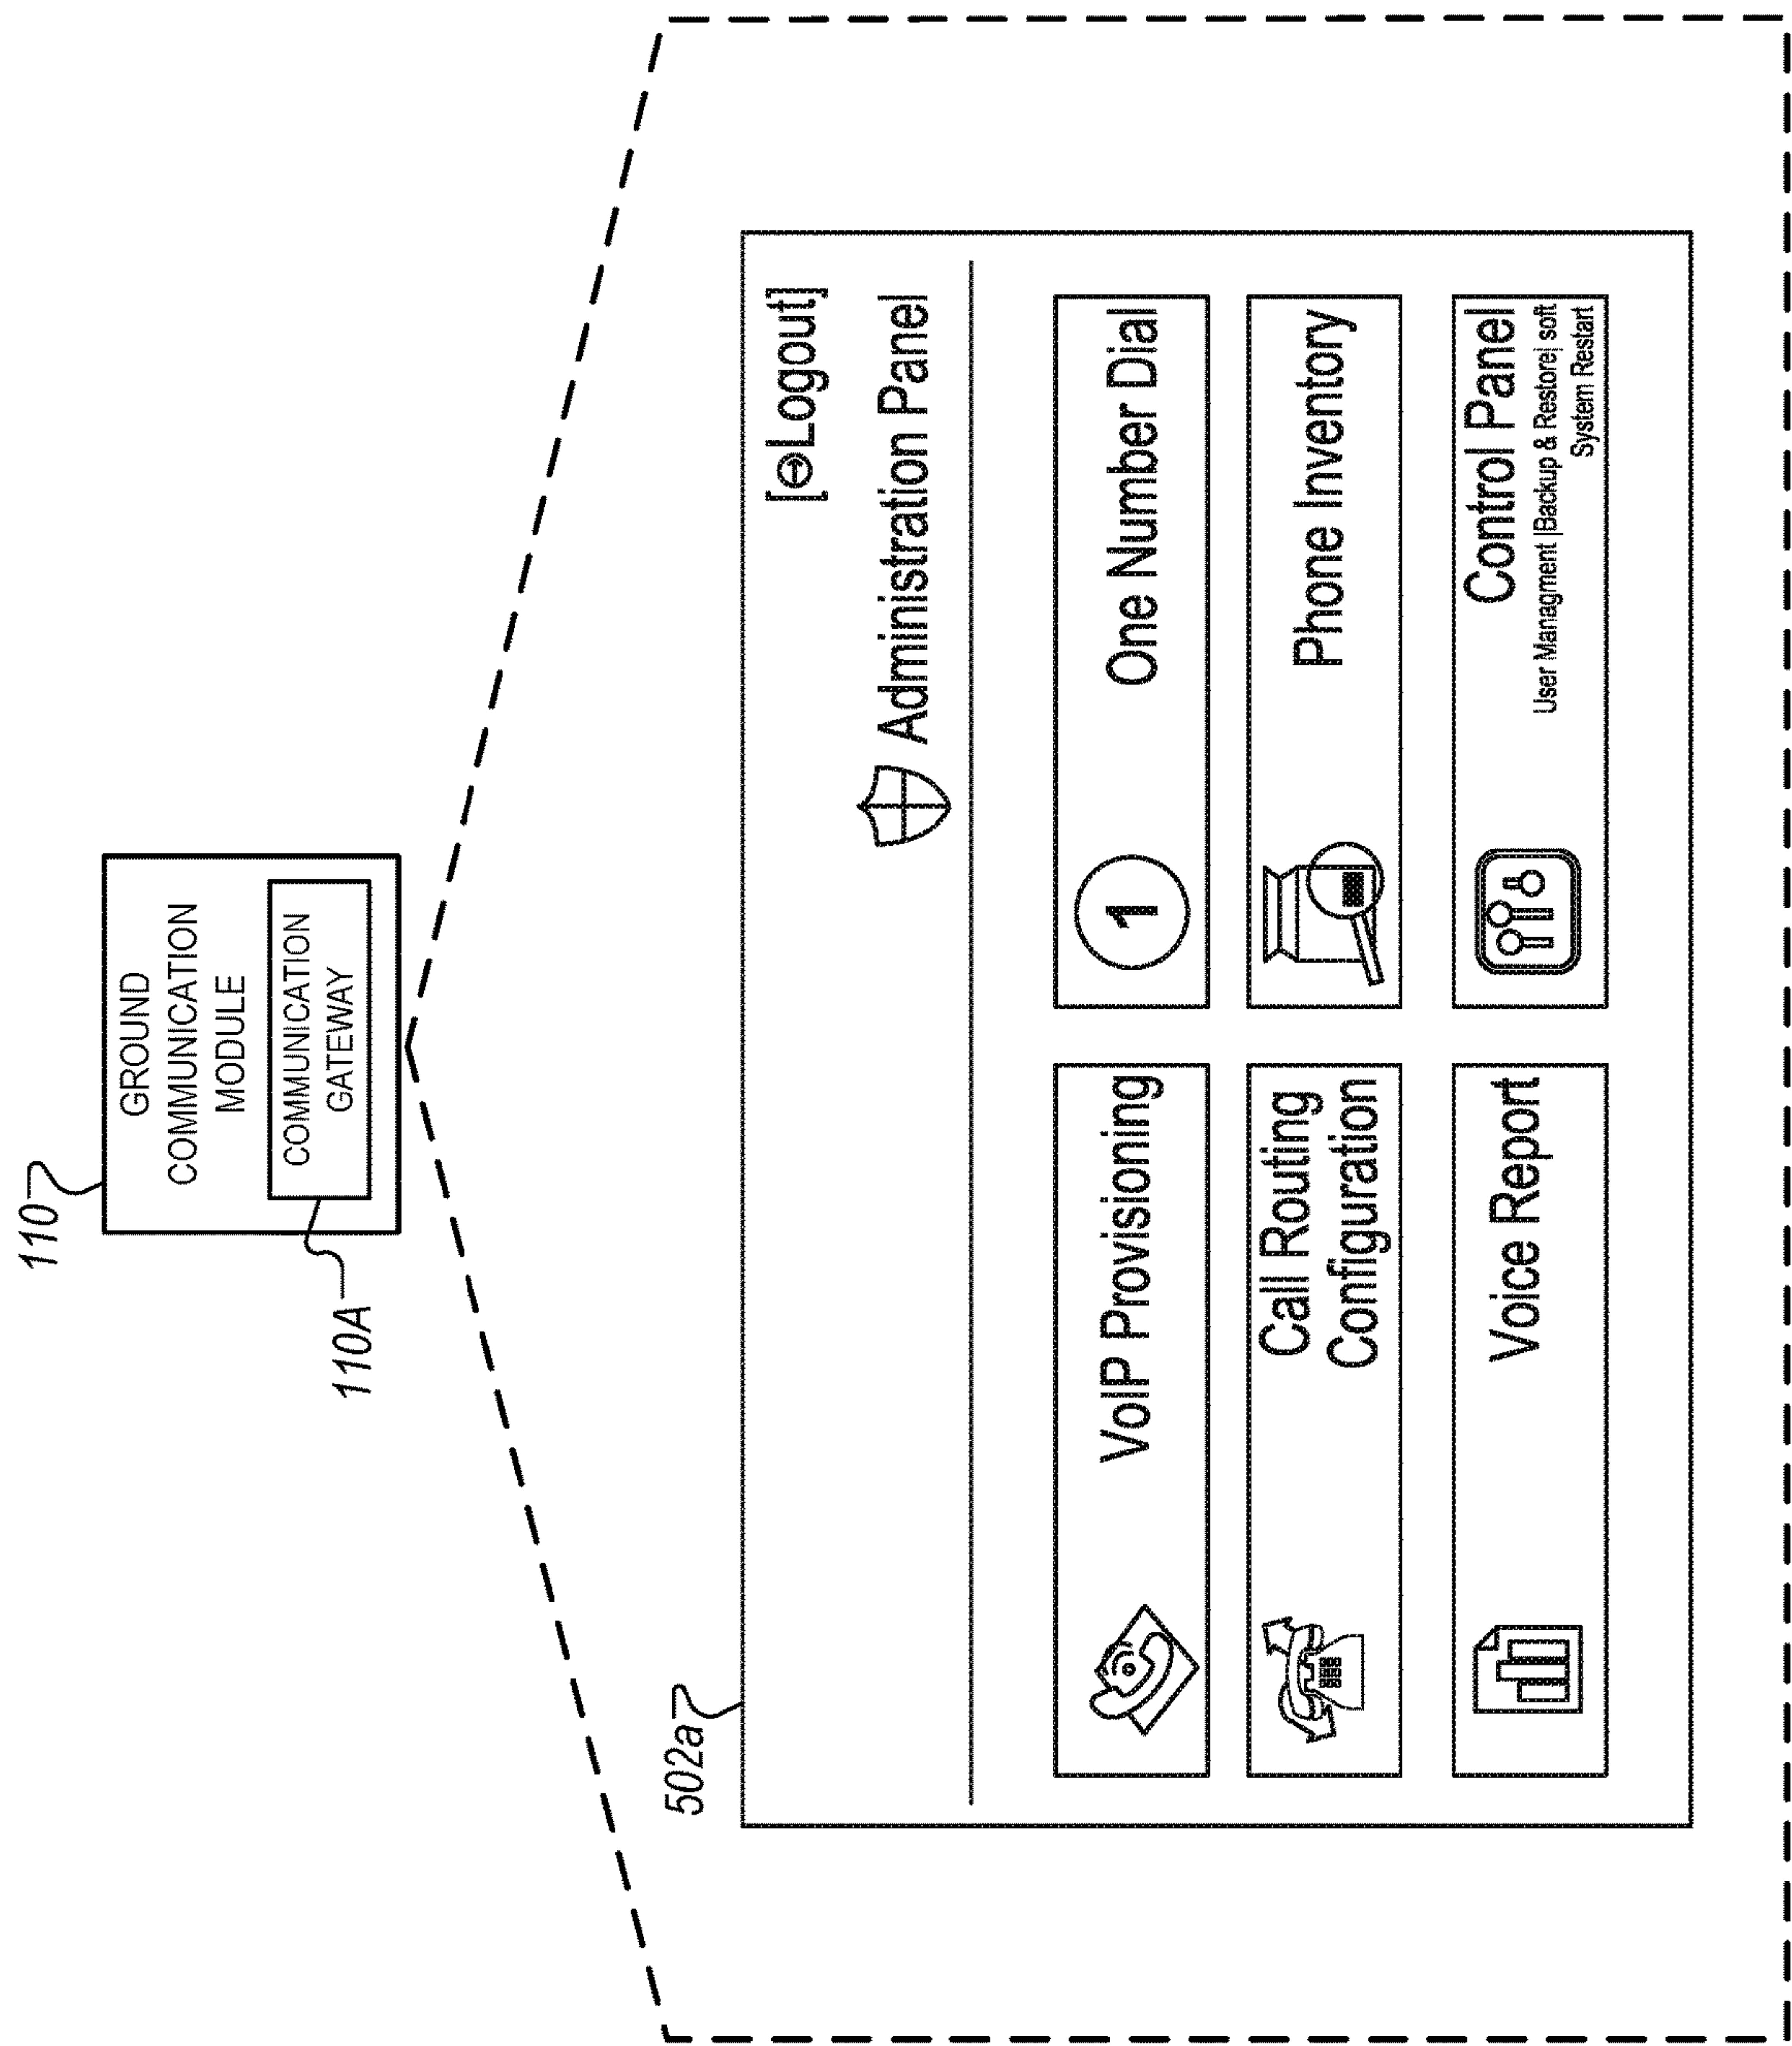 110
GROUND
COMMUNICATION
MODULE
COMMUNICATION
GATEWAY
110A
502a
[Logout]
Administration Panel
VoIP Provisioning
1
One Number Dial
Call Routing
Configuration
Phone Inventory
Voice Report
Control Panel
User Managment |Backup & Restore| soft
System Restart